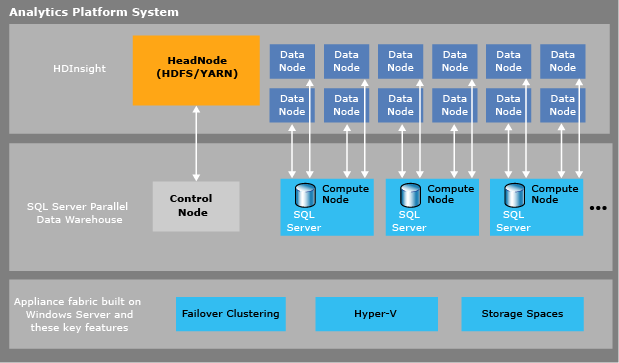 Analytics Platform System
HDInsight
HeadNode
(HDFS/YARN)
Data
Node
Data
Node
Data
Node
Data
Node
Data
Node
Data
Node
Data
Node
Data
Node
Data
Node
Data
Node
Data
Node
Data
Node
SQL Server Parallel
Data Warehouse
Control
Node
Compute
Node
SQL
Server
Compute
Node
SQL
Server
Compute
Node
SQL
Server
...
Appliance fabric built on
Windows Server and
these key features
Failover Clustering
Hyper-V
Storage Spaces